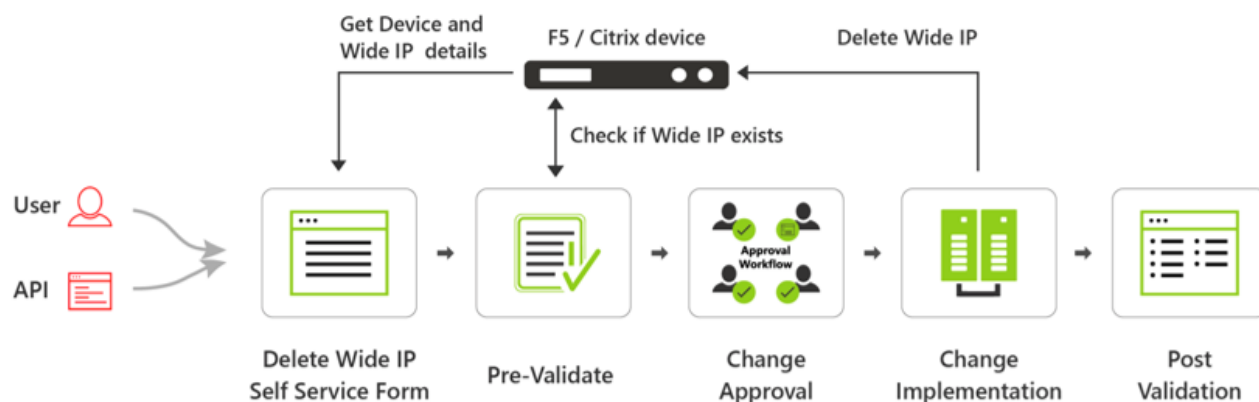 Get Device and
Wide IP details
F5 / Citrix device
Delete Wide IP
Check if Wide IP exists
User
API
Approval
Workflow
Delete Wide IP
Self Service Form
Pre-Validate
Change
Approval
Change
Implementation
Post
Validation